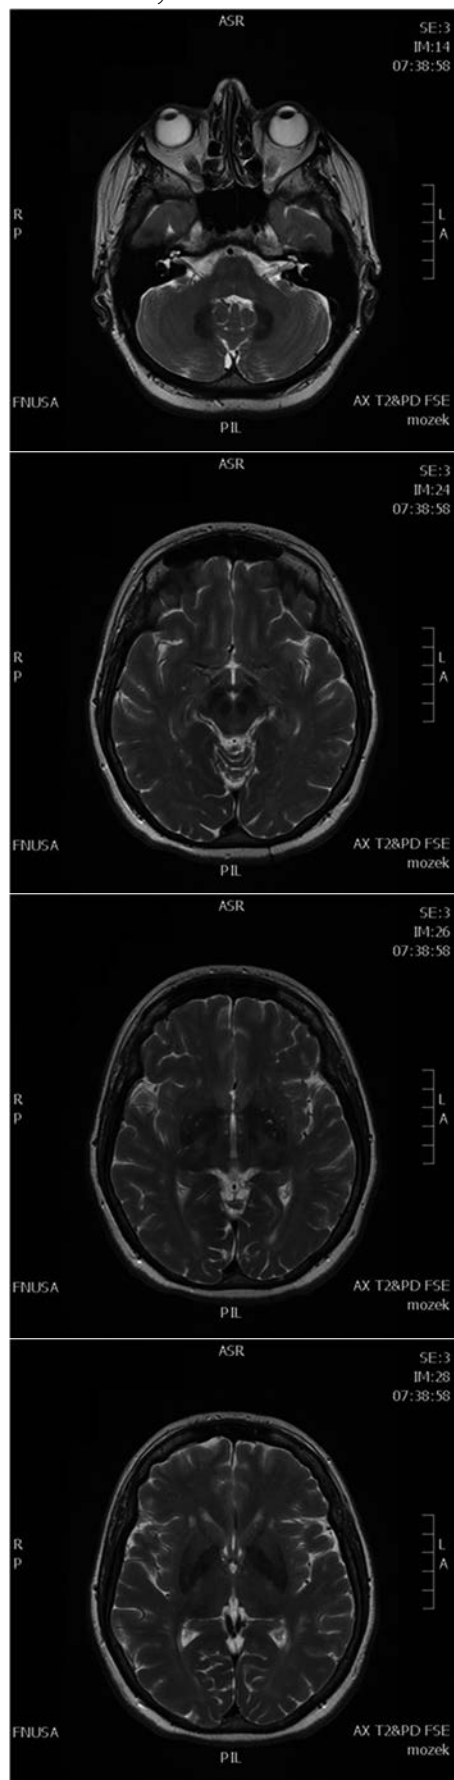 ASR
SE:3
IM:14
07:38:58
R
P
L
A
FNUSA
AX T2&PD FSE
mozek
PIL
ASR
SE:3
IM:24
07:38:58
R
P
L
A
FNUSA
AX T2&PD FSE
mozek
PIL
ASR
SE:3
IM:26
07:38:58
R
P
L
A
FNUSA
AX T2&PD FSE
mozek
PIL
ASR
SE:3
IM:28
07:38:58
R
P
L
A
FNUSA
AX T2&PD FSE
mozek
PIL